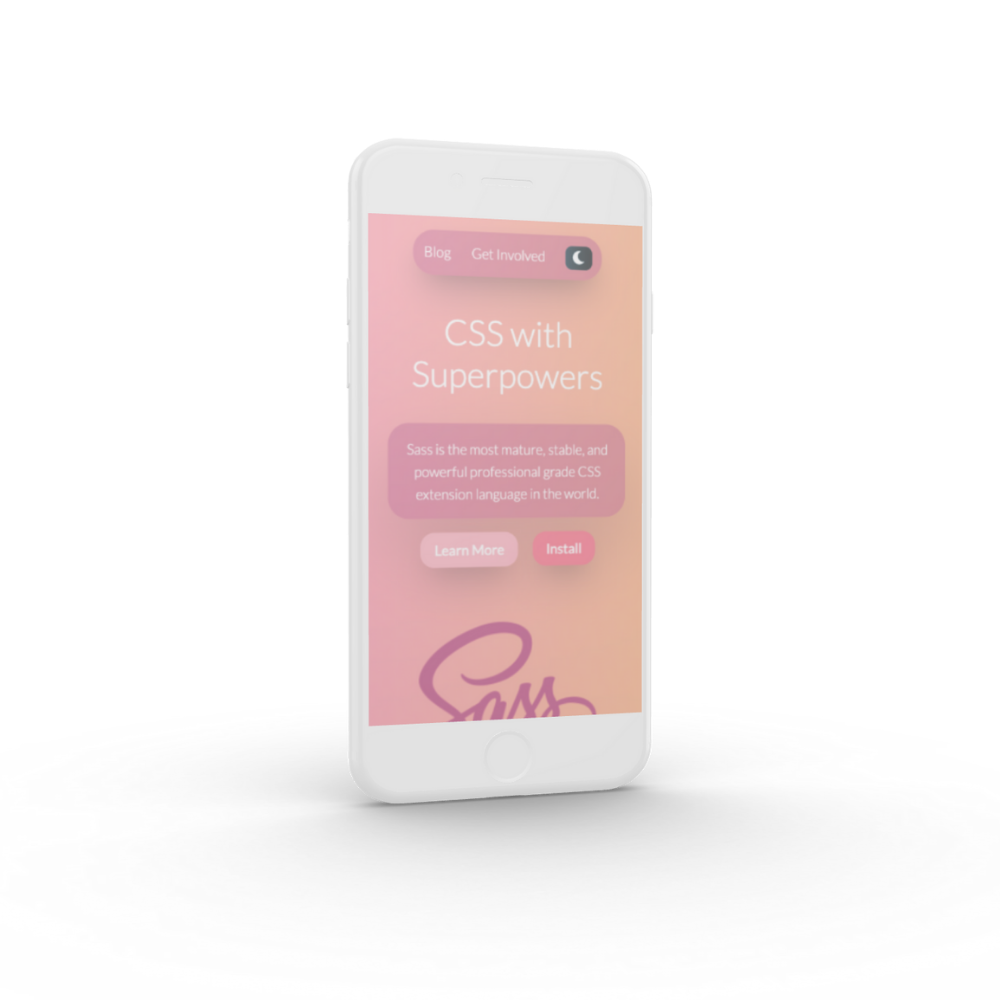 Blog Get Involved
CSS with
Superpowers
Sass is the most mature, stable, and
powerful professional grade CSS
extension language in the world.
Learn More Install
Sass